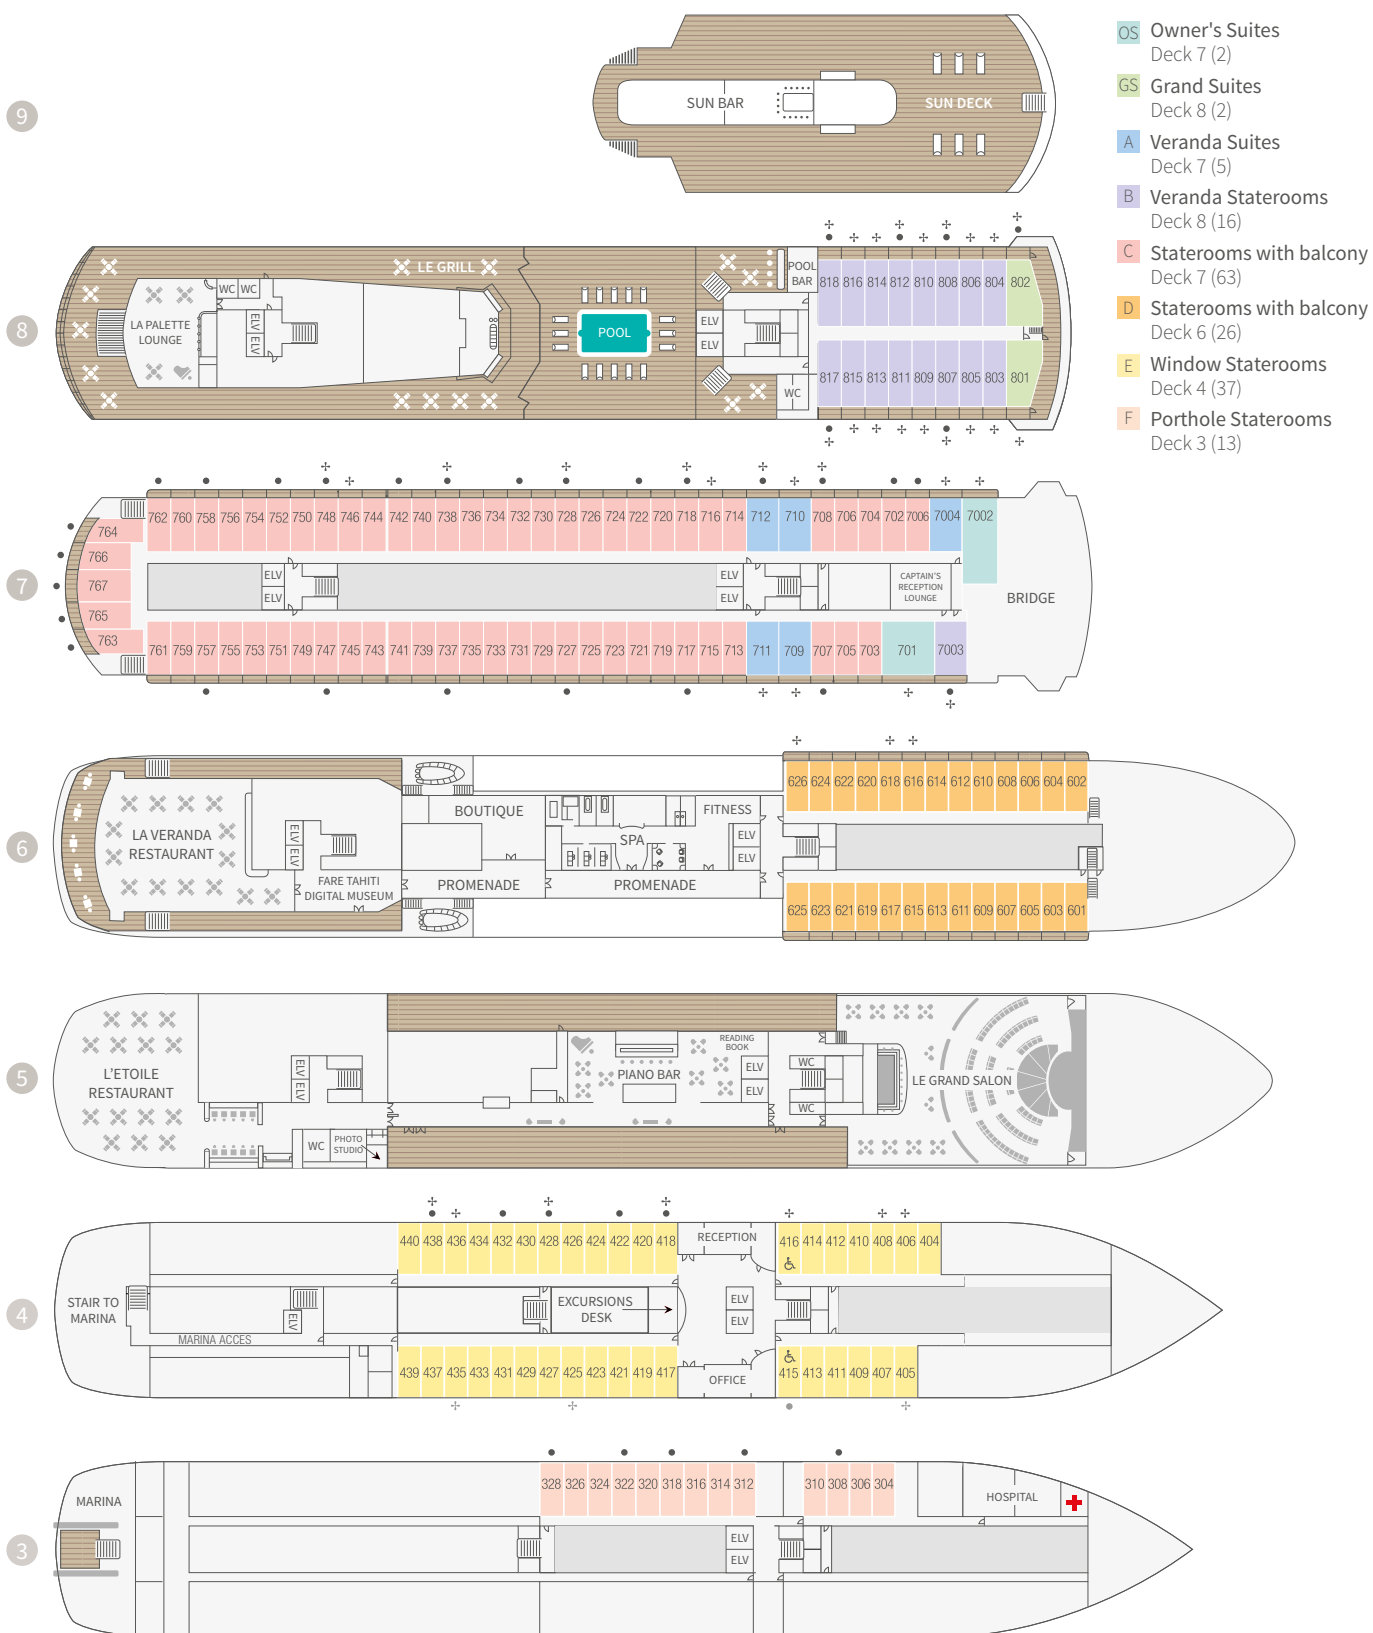 OS Owner's Suites
Deck 7 (2)
GS Grand Suites
Deck 8 (2)
A Veranda Suites
Deck 7 (5)
B Veranda Staterooms
Deck 8 (16)
C Staterooms with balcony
Deck 7 (63)
D Staterooms with balcony
Deck 6 (26)
E Window Staterooms
Deck 4 (37)
F Porthole Staterooms
Deck 3 (13)
9
SUN BAR
SUN DECK
8
LE GRILL
WC WC
LA PALETTE
LOUNGE
ELV ELV
POOL
ELV
ELV
POOL
BAR
WC
818 816 814 812 810 808 806 804 802
817 815 813 811 809 807 805 803 801
7
762 760 758 756 754 752 750 748 746 744 742 740 738 736 734 732 730 728 726 724 722 720 718 716 714 712 710 708 706 704 702 7006 7004 7002
764
766
767
765
763
ELV
ELV
ELV
ELV
CAPTAIN'S
RECEPTION
LOUNGE
BRIDGE
761 759 757 755 753 751 749 747 745 743 741 739 737 735 733 731 729 727 725 723 721 719 717 715 713 711 709 707 705 703 701 7003
6
626 624 622 620 618 616 614 612 610 608 606 604 602
LA VERANDA
RESTAURANT
ELV ELV
FARE TAHITI
DIGITAL MUSEUM
BOUTIQUE
PROMENADE
SPA
FITNESS
ELV
ELV
PROMENADE
625 623 621 619 617 615 613 611 609 607 605 603 601
5
L'ETOILE
RESTAURANT
ELV ELV
WC
PHOTO
STUDIO
PIANO BAR
READING
BOOK
ELV
ELV
WC
WC
LE GRAND SALON
4
440 438 436 434 432 430 428 426 424 422 420 418
RECEPTION
416 414 412 410 408 406 404
STAIR TO
MARINA
ELV
MARINA ACCES
EXCURSIONS
DESK
ELV
ELV
439 437 435 433 431 429 427 425 423 421 419 417
OFFICE
415 413 411 409 407 405
3
MARINA
328 326 324 322 320 318 316 314 312
310 308 306 304
HOSPITAL
ELV
ELV